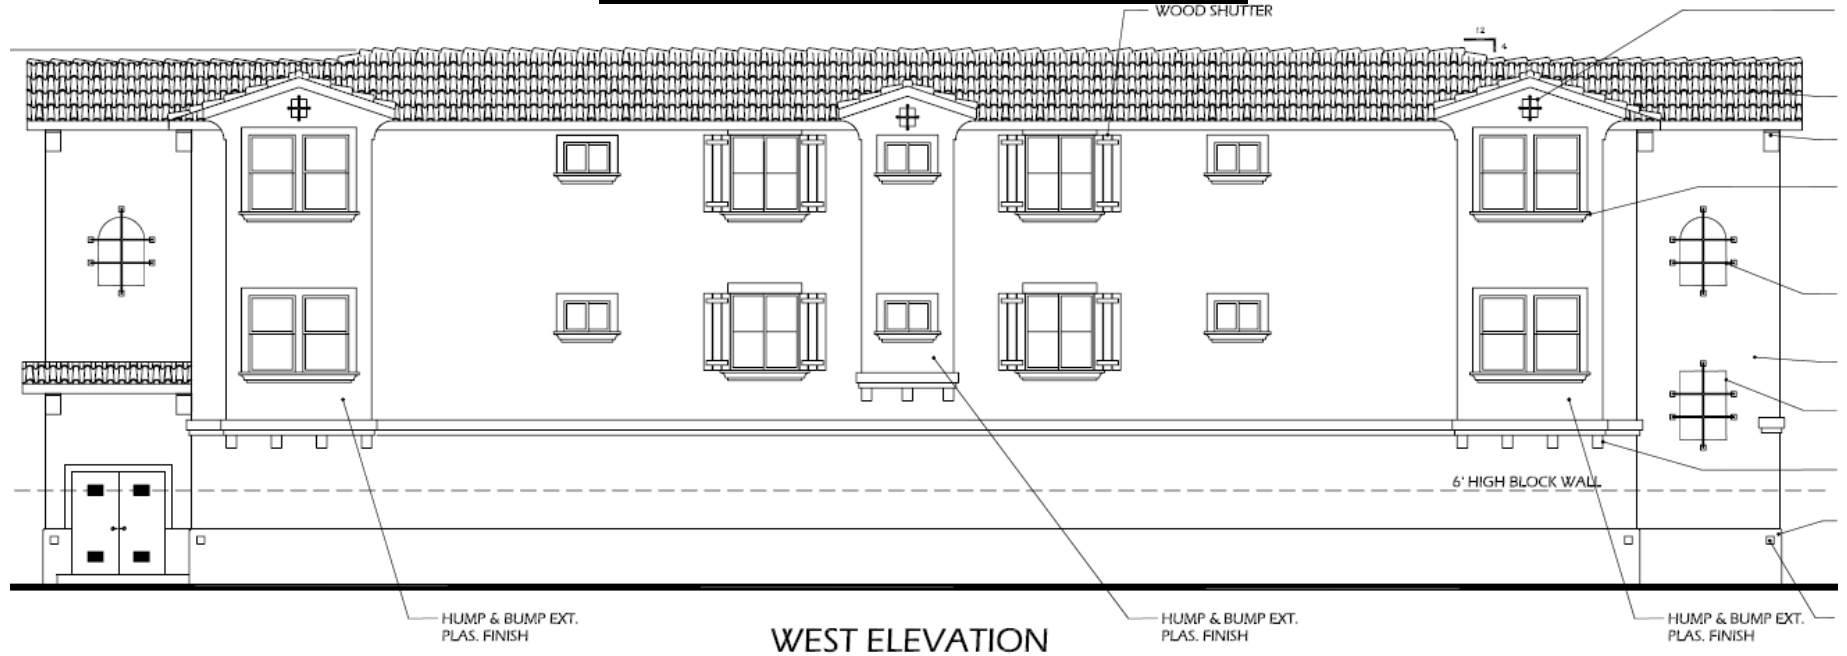 WOOD SHUTTER
12
4
6' HIGH BLOCK WALL
HUMP & BUMP EXT.
PLAS. FINISH
HUMP & BUMP EXT.
PLAS. FINISH
HUMP & BUMP EXT.
PLAS. FINISH
WEST ELEVATION